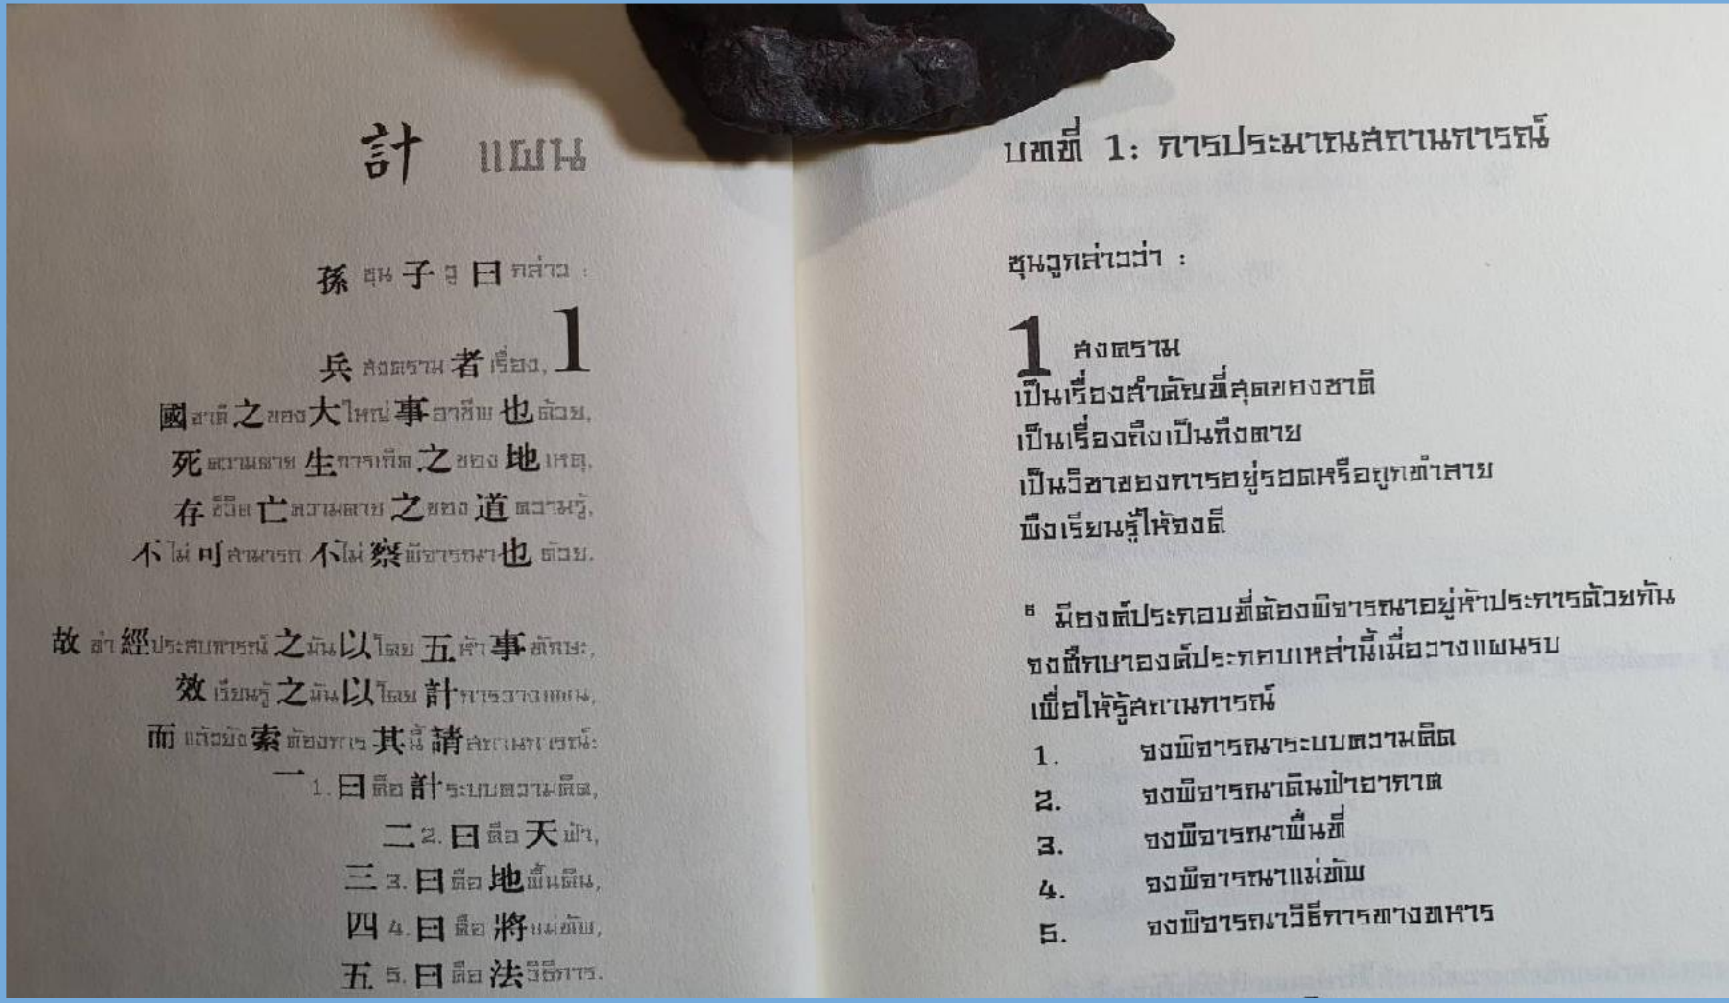 計 แผน
孫 ซุน 子 วู 曰 กล่าว :
1
兵 สงคราม 者 เรื่อง,
國 ชาติ 之 ของ 大 ใหญ่ 事 อาชีพ 也 ด้วย,
死 ความตาย 生 การเกิด 之 ของ 地 เหตุ,
存 ชีวิต 亡 ความตาย 之 ของ 道 ความรู้,
不 ไม่ 可 สามารถ 不 ไม่ 察 พิจารณา 也 ด้วย.
故 ล่า 經 ประสบการณ์ 之 มัน 以 โดย 五 ห้า 事 ทักษะ,
效 เรียนรู้ 之 มัน 以 โดย 計 การวางแผน,
而 แล้วยัง 索 ต้องการ 其 นี้ 請 สถานการณ์:
一 1. 曰 คือ 計 ระบบความคิด,
二 2. 曰 คือ 天 ฟ้า,
三 3. 曰 คือ 地 พื้นดิน,
四 4. 曰 คือ 將 แม่ทัพ,
五 5. 曰 คือ 法 วิธีการ.
บทที่ 1: การประมาณสถานการณ์
ซุนวูกล่าวว่า :
1 สงคราม
เป็นเรื่องสำคัญที่สุดของชาติ
เป็นเรื่องถึงเป็นถึงตาย
เป็นวิชาของการอยู่รอดหรือถูกทำลาย
พึงเรียนรู้ให้จงดี
6 มีองค์ประกอบที่ต้องพิจารณาอยู่ห้าประการด้วยกัน
จงศึกษาองค์ประกอบเหล่านี้เมื่อวางแผนรบ
เพื่อให้รู้สถานการณ์
1. จงพิจารณาระบบความคิด
2. จงพิจารณาดินฟ้าอากาศ
3. จงพิจารณาพื้นที่
4. จงพิจารณาแม่ทัพ
5. จงพิจารณาวิธีการทางทหาร